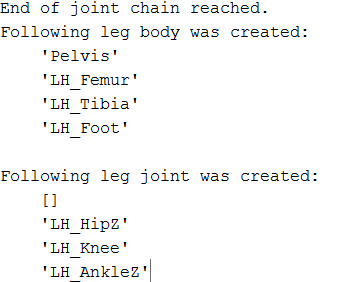 End of joint chain reached.
Following leg body was created:
'Pelvis'
'LH_Femur'
'LH_Tibia'
'LH_Foot'
Following leg joint was created:
[]
'LH_HipZ'
'LH_Knee'
'LH_AnkleZ'